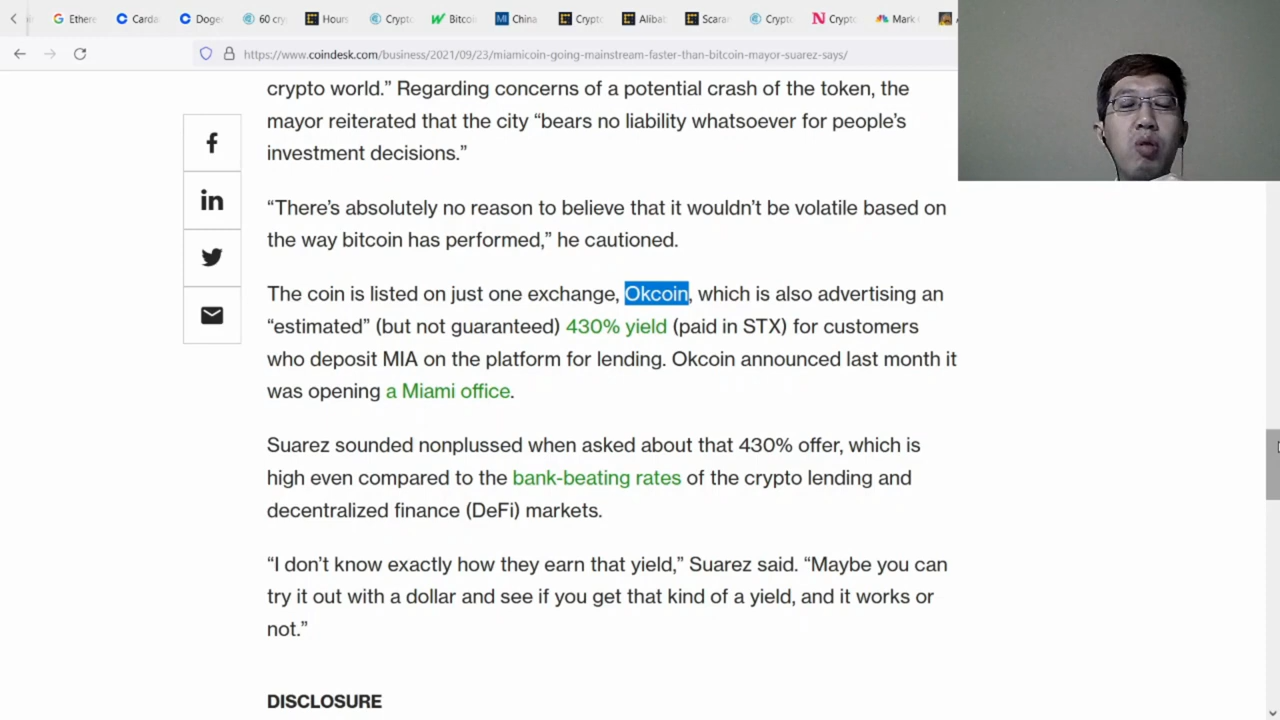 Ethere Carda Doge 60 cry Hours Crypto Bitcoi China Crypto Alibab Scaran Crypto Crypto Mark
https://www.coindesk.com/business/2021/09/23/miamicoin-going-mainstream-faster-than-bitcoin-mayor-suarez-says/
crypto world.” Regarding concerns of a potential crash of the token, the
mayor reiterated that the city “bears no liability whatsoever for people’s
investment decisions.”
“There’s absolutely no reason to believe that it wouldn’t be volatile based on
the way bitcoin has performed,” he cautioned.
The coin is listed on just one exchange, Okcoin, which is also advertising an
“estimated” (but not guaranteed) 430% yield (paid in STX) for customers
who deposit MIA on the platform for lending. Okcoin announced last month it
was opening a Miami office.
Suarez sounded nonplussed when asked about that 430% offer, which is
high even compared to the bank-beating rates of the crypto lending and
decentralized finance (DeFi) markets.
“I don’t know exactly how they earn that yield,” Suarez said. “Maybe you can
try it out with a dollar and see if you get that kind of a yield, and it works or
not.”
DISCLOSURE